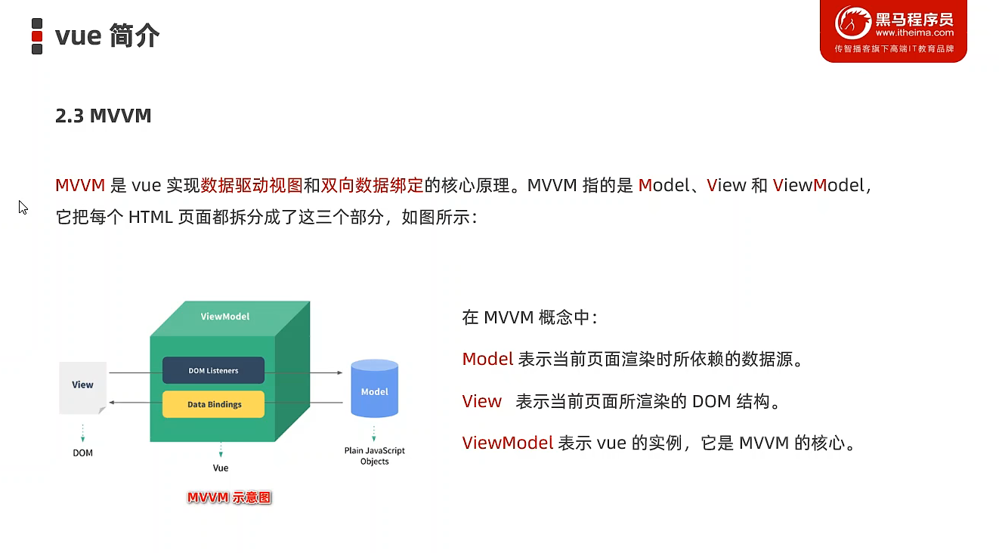 vue 简介
黑马程序员
www.itheima.com
传智播客旗下高端IT教育品牌
2.3 MVVM
MVVM 是 vue 实现数据驱动视图和双向数据绑定的核心原理。MVVM 指的是 Model、View 和 ViewModel，
它把每个 HTML 页面都拆分成了这三个部分，如图所示：
ViewModel
DOM Listeners
Data Bindings
View
Model
DOM
Vue
Plain JavaScript
Objects
MVVM 示意图
在 MVVM 概念中：
Model 表示当前页面渲染时所依赖的数据源。
View 表示当前页面所渲染的 DOM 结构。
ViewModel 表示 vue 的实例，它是 MVVM 的核心。